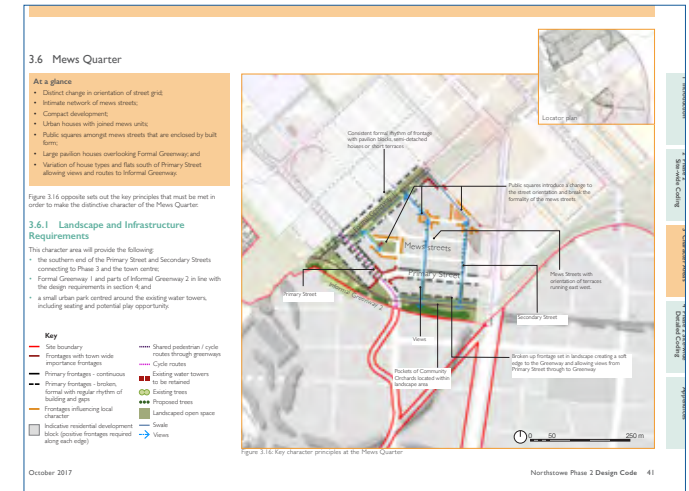 3.6 Mews Quarter
At a glance
• Distinct change in orientation of street grid;
• Intimate network of mews streets;
• Compact development;
• Urban houses with joined mews units;
• Public squares amongst mews streets that are enclosed by built
form;
• Large pavilion houses overlooking Formal Greenway; and
• Variation of house types and flats south of Primary Street
allowing views and routes to Informal Greenway.
Figure 3.16 opposite sets out the key principles that must be met in
order to make the distinctive character of the Mews Quarter.
3.6.1 Landscape and Infrastructure
Requirements
This character area will provide the following:
• the southern end of the Primary Street and Secondary Streets
connecting to Phase 3 and the town centre;
• Formal Greenway 1 and parts of Informal Greenway 2 in line with
the design requirements in section 4; and
• a small urban park centred around the existing water towers,
including seating and potential play opportunity.
Key
Site boundary
Frontages with town wide
importance frontages
Primary frontages - continuous
Primary frontages - broken,
formal with regular rhythm of
building and gaps
Frontages influencing local
character
Indicative residential development
block (postive frontages required
along each edge)
Shared pedestrian / cycle
routes through greenways
Cycle routes
Existing water towers
to be retained
Existing trees
Proposed trees
Landscaped open space
Swale
Views
Locator plan
Consistent formal rhythm of frontage
with pavilion blocks, semi-detached
houses or short terraces
Public squares introduce a change to
the street orientation and break the
formality of the mews streets.
Mews streets
Mews Streets with
orientation of terraces
running east west.
Primary Street
Primary Street
Informal Greenway 2
Secondary Street
Views
Broken up frontage set in landscape creating a soft
edge to the Greenway and allowing views from
Primary Street through to Greenway
Pockets of Community
Orchards located within
landscape area.
0 50 250 m
Figure 3.16: Key character principles at the Mews Quarter
October 2017
Northstowe Phase 2 Design Code 41
Site-wide Coding
Detailed Coding
Appendices